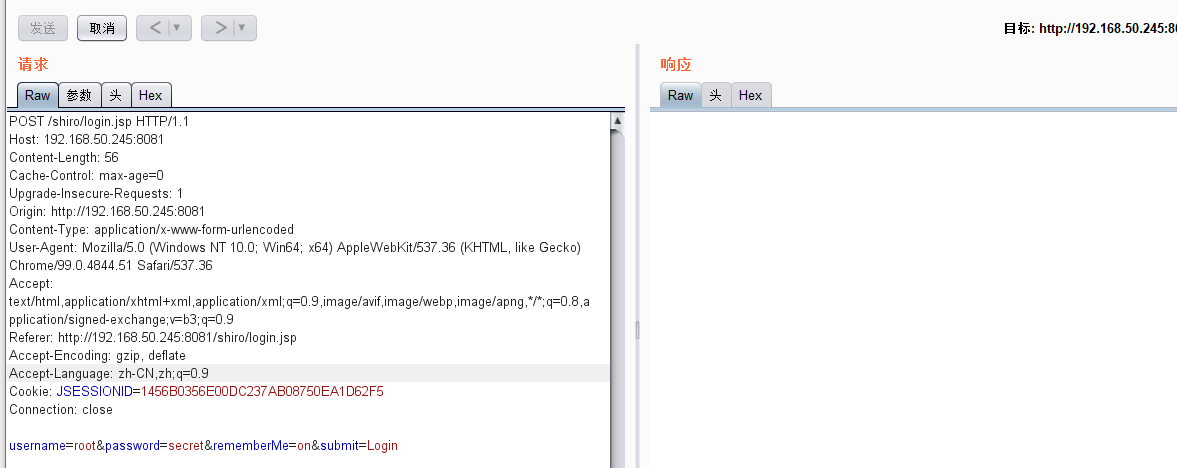 发送 取消 < >
目标: http://192.168.50.245:8
请求
响应
Raw 参数 头 Hex
Raw 头 Hex
POST /shiro/login.jsp HTTP/1.1
Host: 192.168.50.245:8081
Content-Length: 56
Cache-Control: max-age=0
Upgrade-Insecure-Requests: 1
Origin: http://192.168.50.245:8081
Content-Type: application/x-www-form-urlencoded
User-Agent: Mozilla/5.0 (Windows NT 10.0; Win64; x64) AppleWebKit/537.36 (KHTML, like Gecko)
Chrome/99.0.4844.51 Safari/537.36
Accept:
text/html,application/xhtml+xml,application/xml;q=0.9,image/avif,image/webp,image/apng,*/*;q=0.8,a
pplication/signed-exchange;v=b3;q=0.9
Referer: http://192.168.50.245:8081/shiro/login.jsp
Accept-Encoding: gzip, deflate
Accept-Language: zh-CN,zh;q=0.9
Cookie: JSESSIONID=1456B0356E00DC237AB08750EA1D62F5
Connection: close
username=root&password=secret&rememberMe=on&submit=Login